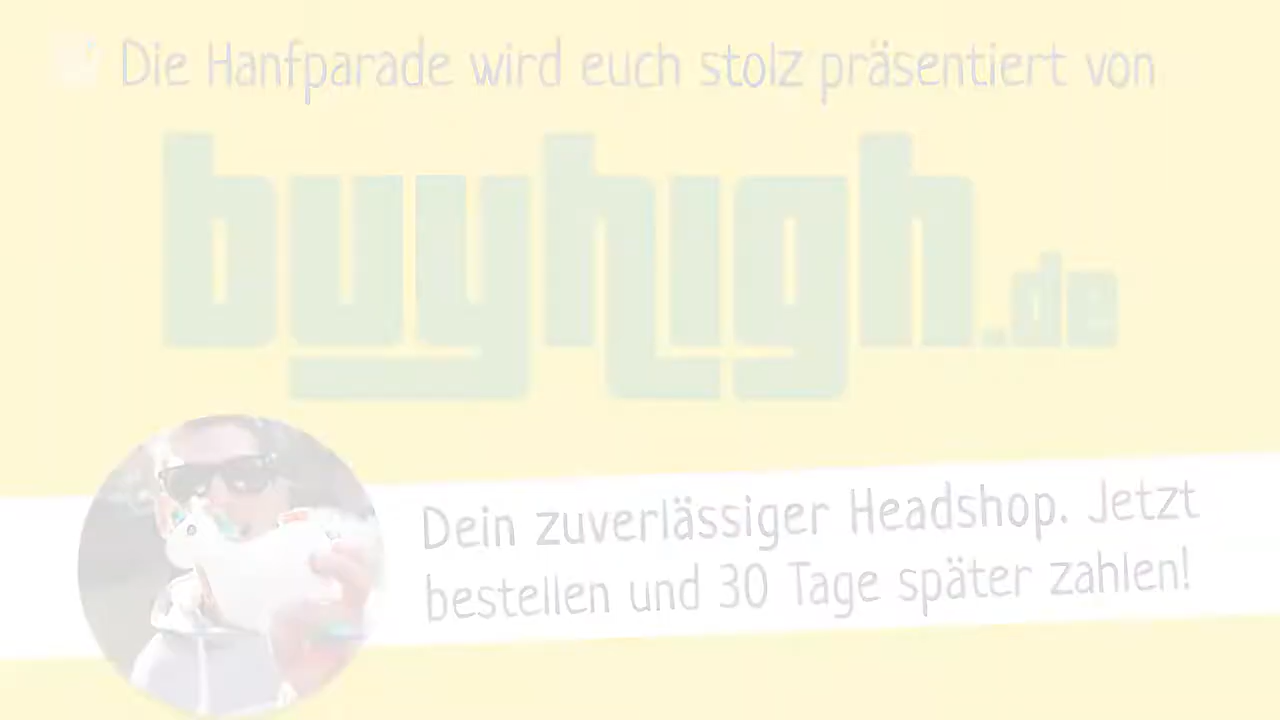 Die Hanfparade wird euch stolz präsentiert von
buyhigh.de
Dein zuverlässiger Headshop. Jetzt
bestellen und 30 Tage später zahlen!